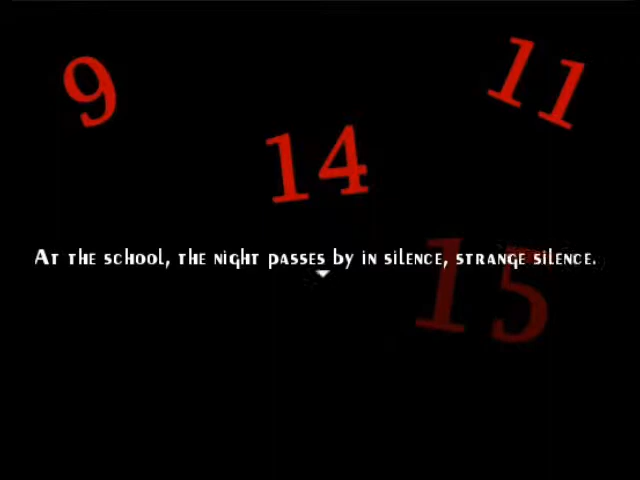 9
11
14
At the school, the night passes by in silence, strange silence.
15